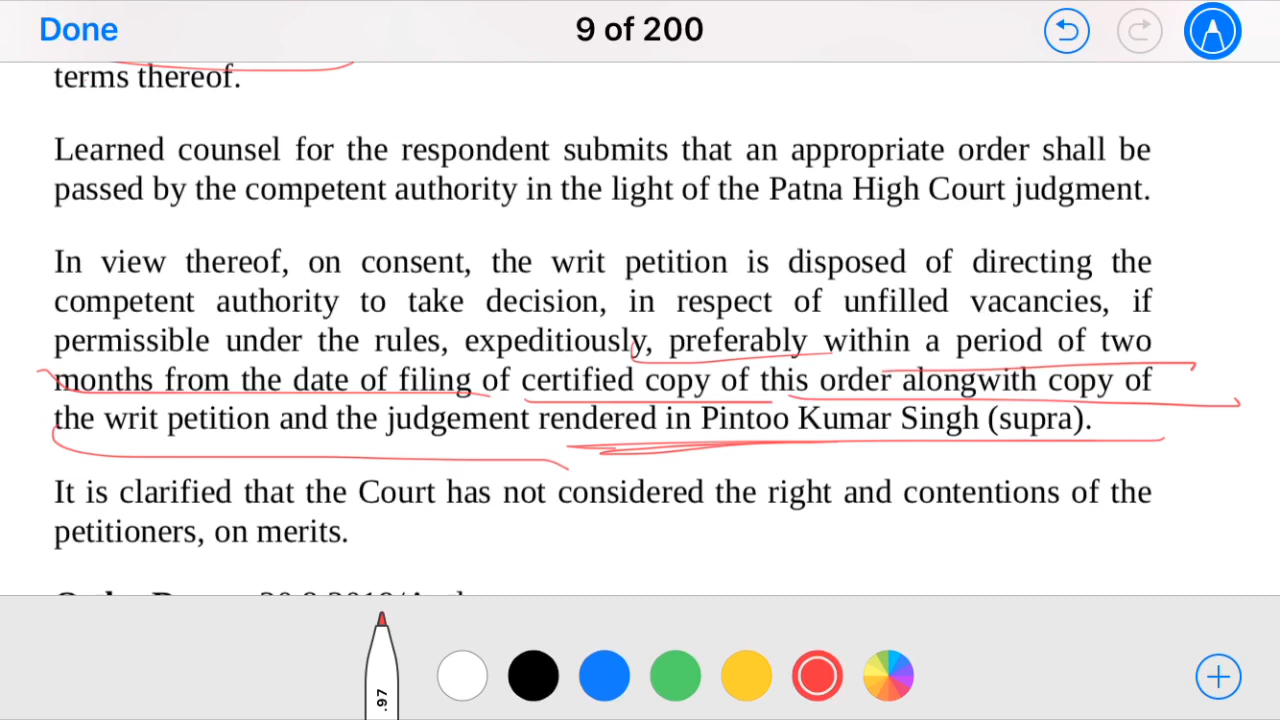 Done
9 of 200
terms thereof.
Learned counsel for the respondent submits that an appropriate order shall be
passed by the competent authority in the light of the Patna High Court judgment.
In view thereof, on consent, the writ petition is disposed of directing the
competent authority to take decision, in respect of unfilled vacancies, if
permissible under the rules, expeditiously, preferably within a period of two
months from the date of filing of certified copy of this order alongwith copy of
the writ petition and the judgement rendered in Pintoo Kumar Singh (supra).
It is clarified that the Court has not considered the right and contentions of the
petitioners, on merits.
.97